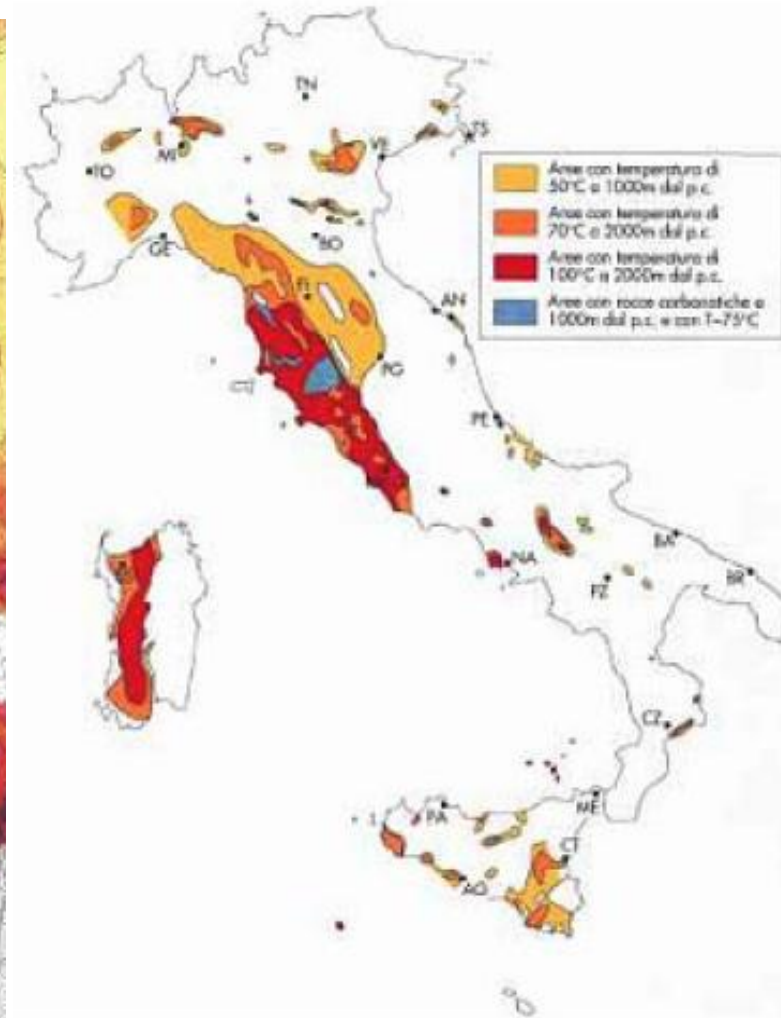 TN
TS
MI
VE
TO
Aree con temperatura di
50°C a 1000m dal p.c.
Aree con temperatura di
70°C a 2000m dal p.c.
Aree con temperatura di
100°C a 2000m dal p.c.
Aree con rocce carbonatiche a
1000m dal p.c. e con T~75°C
BO
GE
FI
AN
PG
PE
BA
NA
BR
PZ
CZ
ME
PA
CT
AG